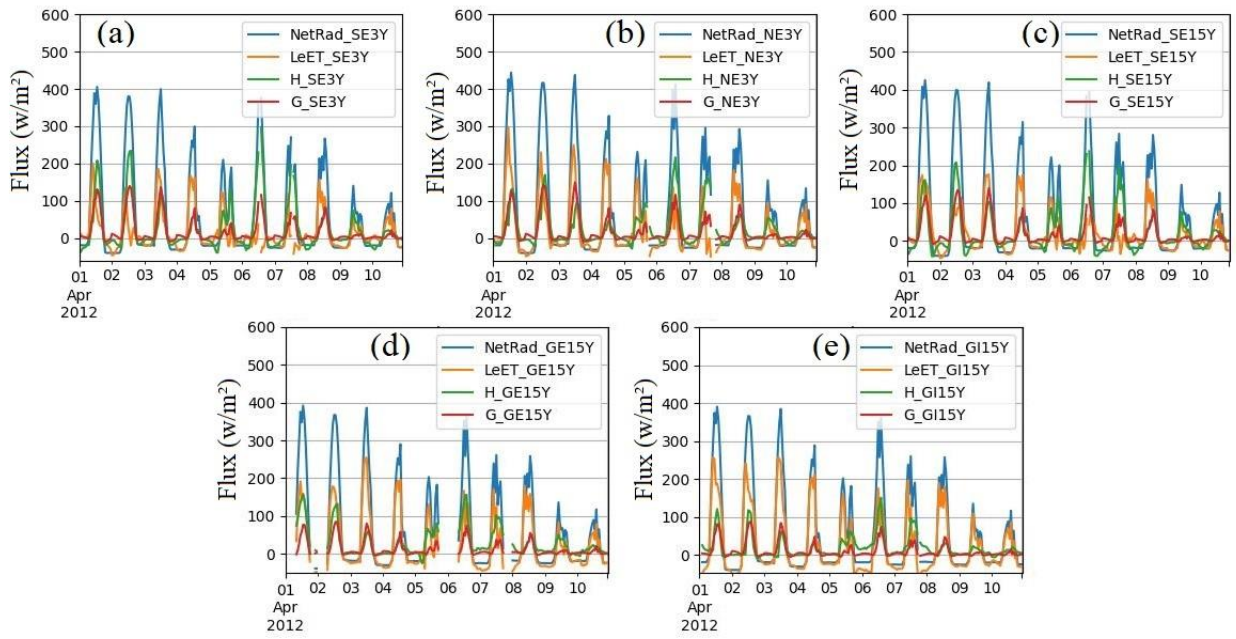 (a)
NetRad_SE3Y
LeET_SE3Y
H_SE3Y
G_SE3Y
600
500
400
300
200
100
0
Flux (w/m²)
01 02 03 04 05 06 07 08 09 10
Apr
2012
(b)
NetRad_NE3Y
LeET_NE3Y
H_NE3Y
G_NE3Y
600
500
400
300
200
100
0
Flux (w/m²)
01 02 03 04 05 06 07 08 09 10
Apr
2012
(c)
NetRad_SE15Y
LeET_SE15Y
H_SE15Y
G_SE15Y
600
500
400
300
200
100
0
Flux (w/m²)
01 02 03 04 05 06 07 08 09 10
Apr
2012
(d)
NetRad_GE15Y
LeET_GE15Y
H_GE15Y
G_GE15Y
600
500
400
300
200
100
0
Flux (w/m²)
01 02 03 04 05 06 07 08 09 10
Apr
2012
(e)
NetRad_GI15Y
LeET_GI15Y
H_GI15Y
G_GI15Y
600
500
400
300
200
100
0
Flux (w/m²)
01 02 03 04 05 06 07 08 09 10
Apr
2012